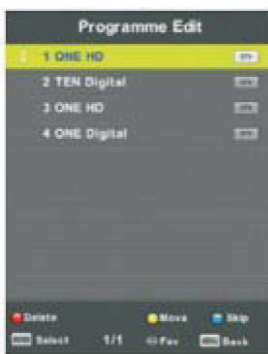 Programme Edit
1 ONE HD
2 TEN Digital
3 ONE HD
4 ONE Digital
Delete Move Skip
Select 1/1 Fav Back